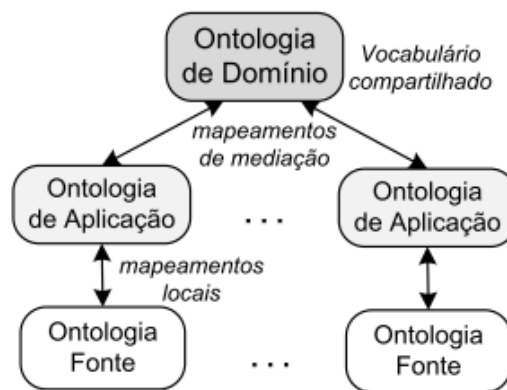 Ontologia
de Domínio
Vocabulário
compartilhado
mapeamentos
de mediação
Ontologia
de Aplicação
...
Ontologia
de Aplicação
mapeamentos
locais
Ontologia
Fonte
...
Ontologia
Fonte